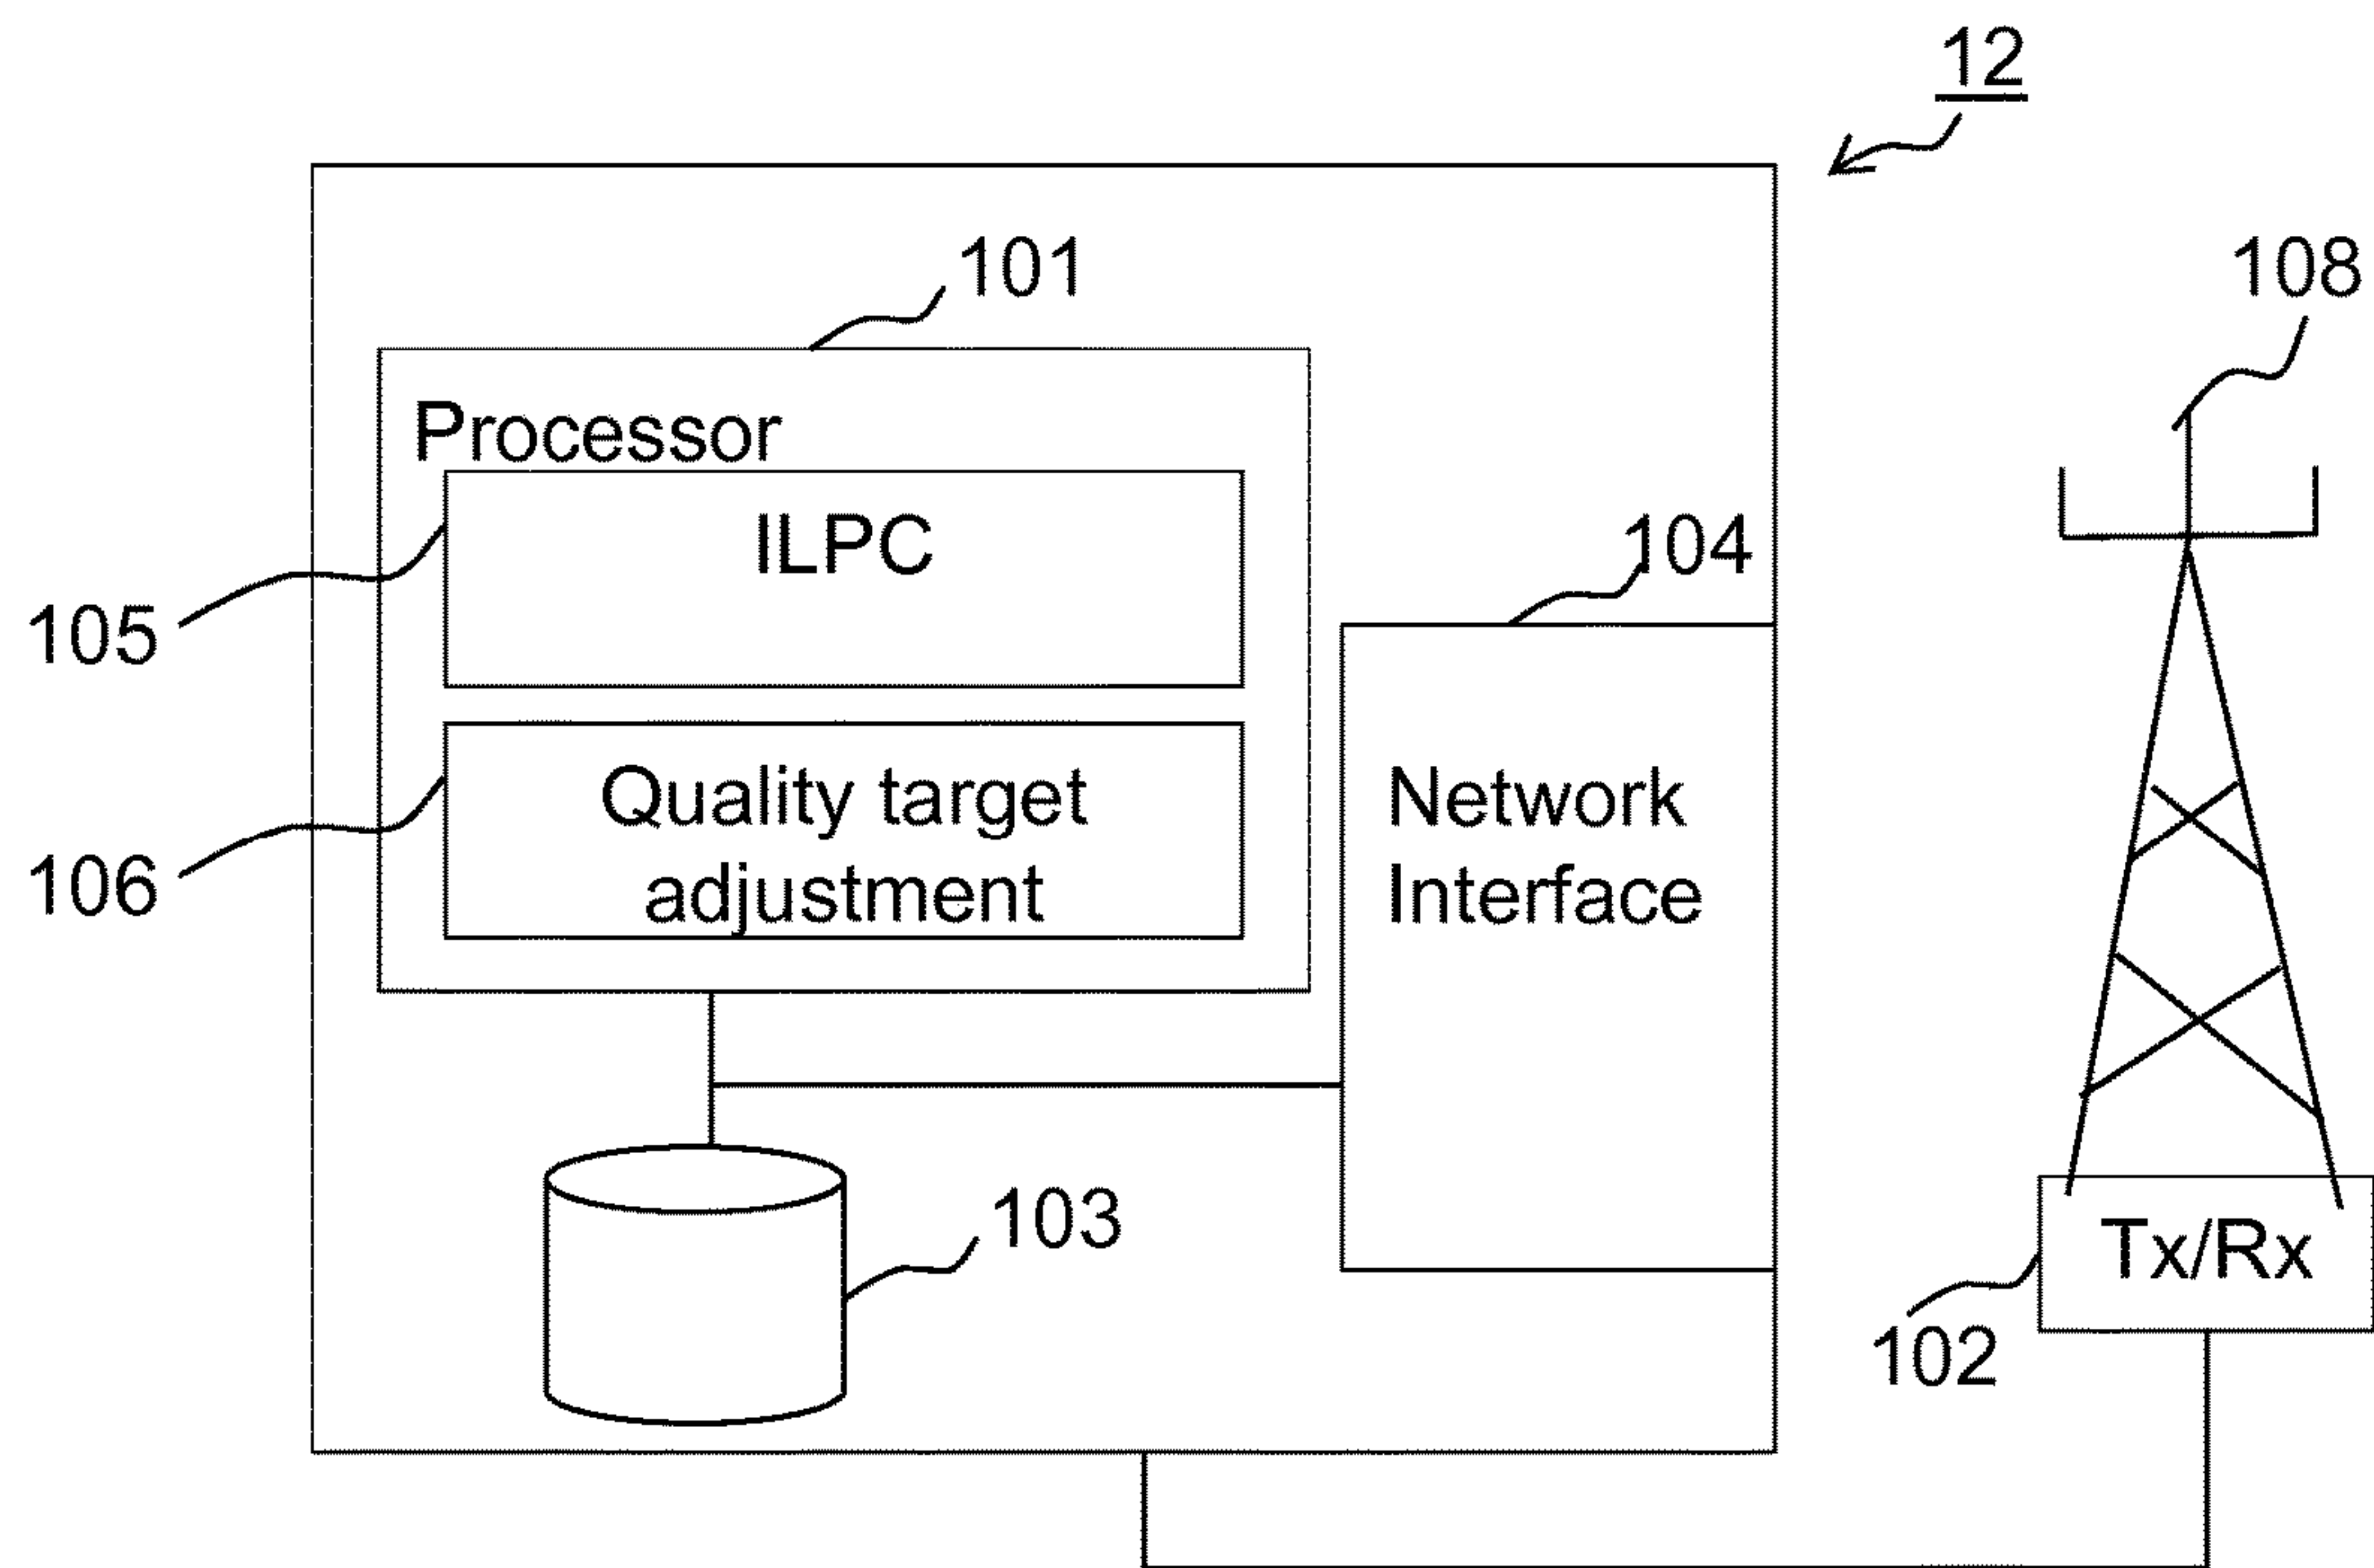 12
101
108
Processor
ILPC
104
105
Quality target
adjustment
Network
Interface
106
103
Tx/Rx
102